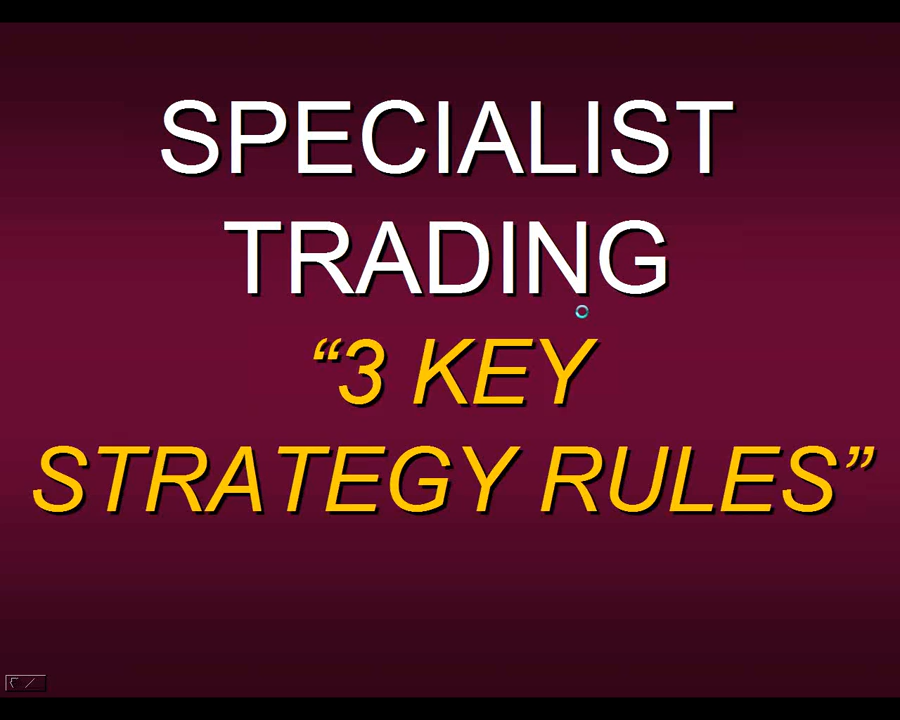 SPECIALIST
TRADING
“3 KEY
STRATEGY RULES”